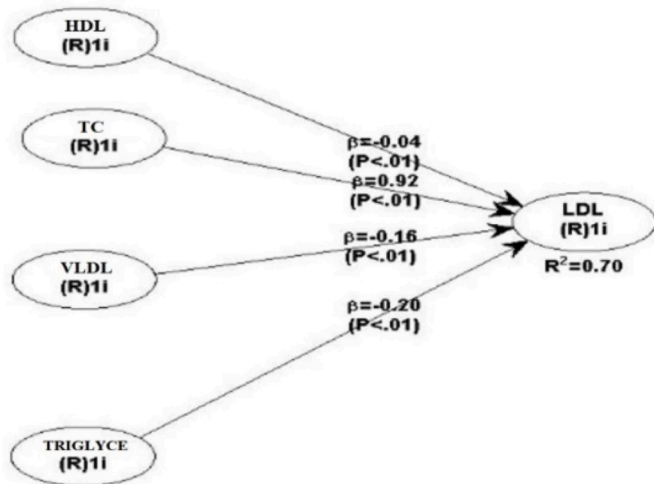 HDL
(R)1i
TC
(R)1i
β=-0.04
(P<.01)
β=0.92
(P<.01)
LDL
(R)1i
R²=0.70
VLDL
(R)1i
β=-0.16
(P<.01)
β=-0.20
(P<.01)
TRIGLYCE
(R)1i